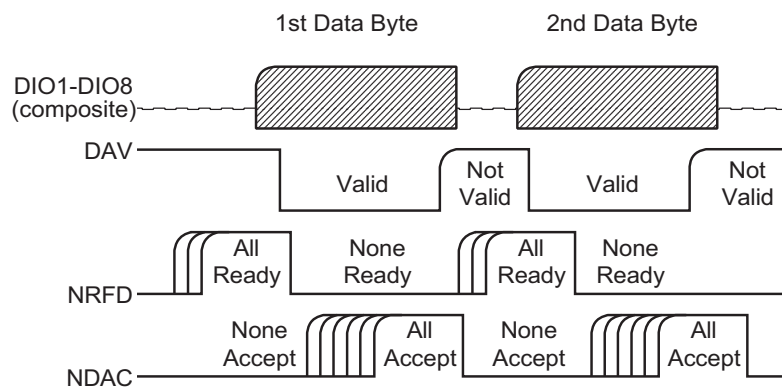 1st Data Byte 2nd Data Byte
DIO1-DIO8
(composite)
DAV
Valid
Not
Valid
Valid
Not
Valid
NRFD
All
Ready
None
Ready
All
Ready
None
Ready
NDAC
None
Accept
All
Accept
None
Accept
All
Accept